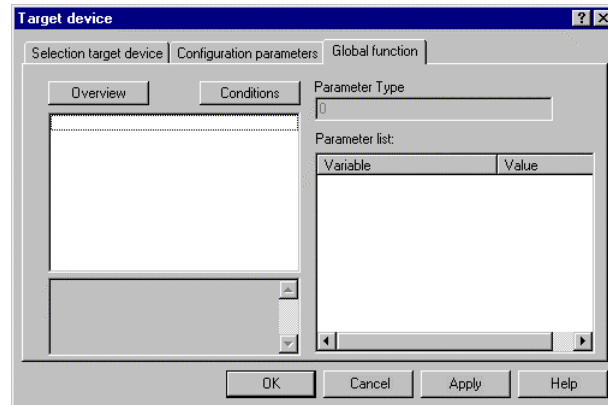 Target device
? X
Selection target device Configuration parameters Global function
Overview Conditions Parameter Type
0
Parameter list:
Variable Value
OK Cancel Apply Help